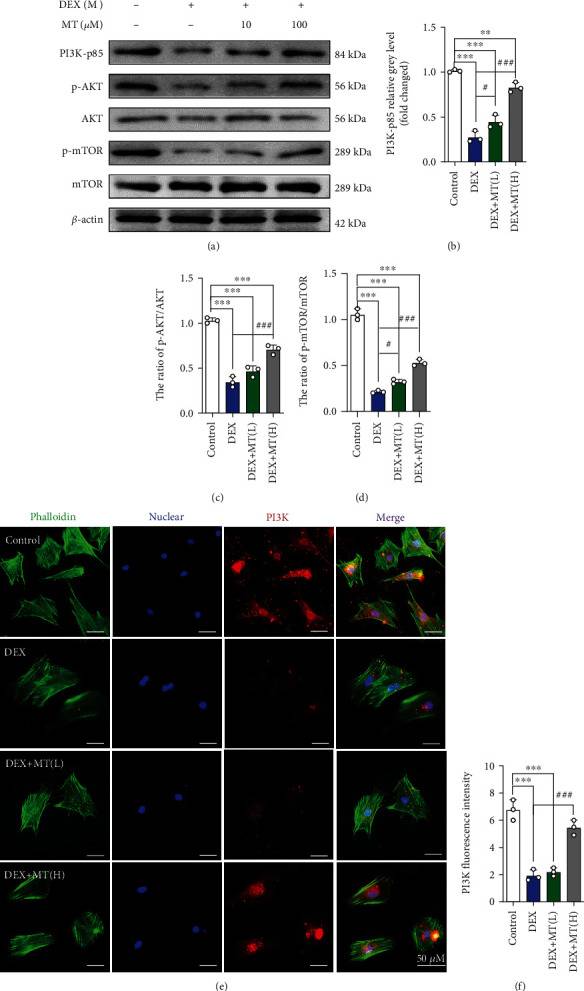 DEX (M) – + + +
MT (μM) – – 10 100
PI3K-p85 84 kDa
p-AKT 56 kDa
AKT 56 kDa
p-mTOR 289 kDa
mTOR 289 kDa
β-actin 42 kDa
(a)
PI3K-p85 relative grey level
(fold changed)
1.5
1.0
0.5
0.0
**
***
***
###
#
Control
DEX
DEX+MT(L)
DEX+MT(H)
(b)
The ratio of p-AKT/AKT
1.5
1.0
0.5
0.0
***
***
***
###
Control
DEX
DEX+MT(L)
DEX+MT(H)
(c)
The ratio of p-mTOR/mTOR
1.5
1.0
0.5
0.0
***
***
***
###
#
Control
DEX
DEX+MT(L)
DEX+MT(H)
(d)
Phalloidin Nuclear PI3K Merge
Control
DEX
DEX+MT(L)
DEX+MT(H)
50 μM
(e)
PI3K fluorescence intensity
10
8
6
4
2
0
***
***
###
Control
DEX
DEX+MT(L)
DEX+MT(H)
(f)